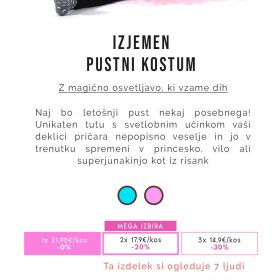 IZJEMEN
PUSTNI KOSTUM
Z magično osvetljavo, ki vzame dih
Naj bo letošnji pust nekaj posebnega!
Unikaten tutu s svetlobnim učinkom vaši
deklici pričara nepopisno veselje in jo v
trenutku spremeni v princesko, vilo ali
superjunakinjo kot iz risank
MEGA IZBIRA
1x 21,90€/kos
-0%
2x 17,9€/kos
-20%
3x 14,9€/kos
-30%
Ta izdelek si ogleduje 7 ljudi